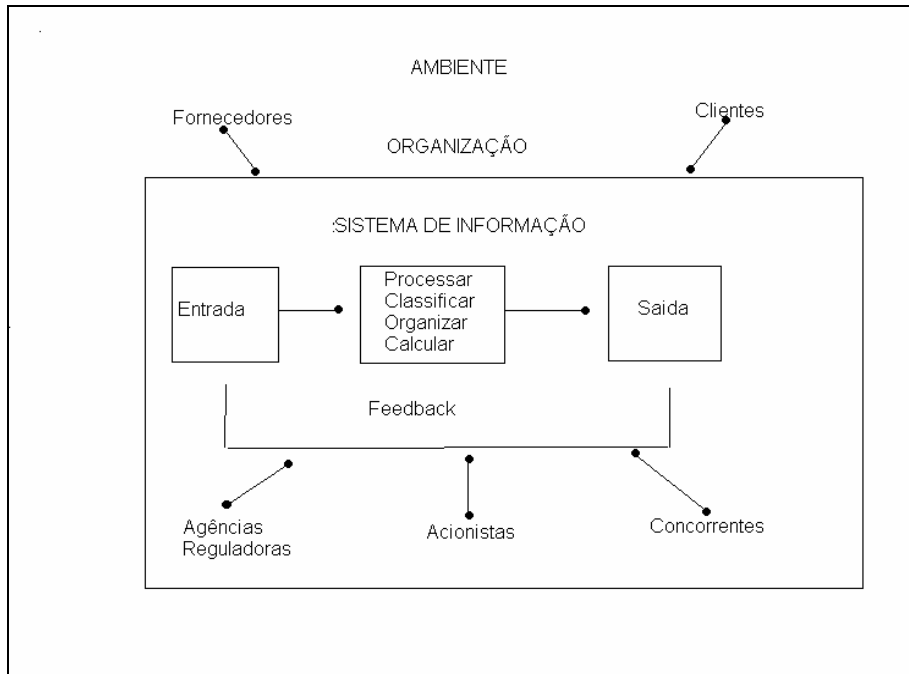 AMBIENTE
Fornecedores
Clientes
ORGANIZAÇÃO
:SISTEMA DE INFORMAÇÃO
Entrada
Processar
Classificar
Organizar
Calcular
Saida
Feedback
Agências
Reguladoras
Acionistas
Concorrentes